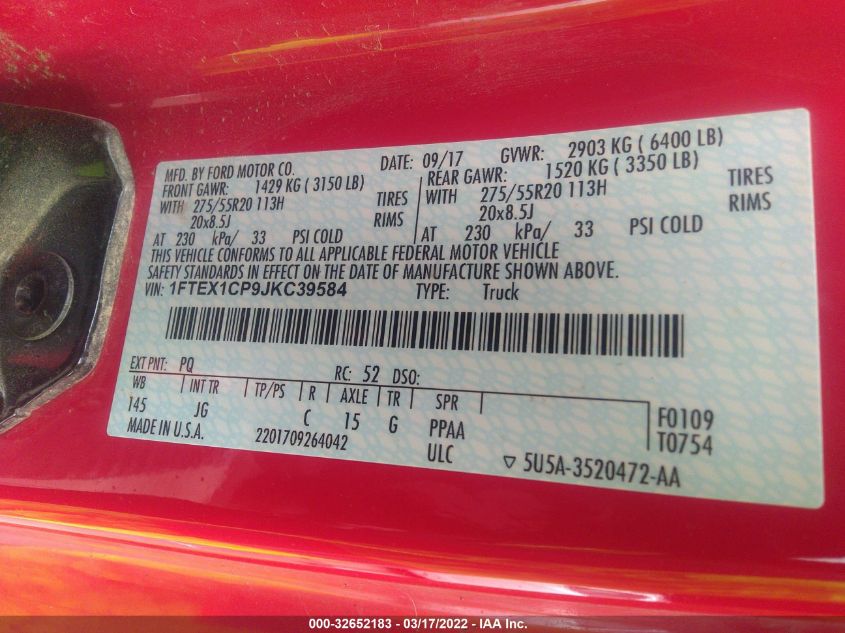 MFD. BY FORD MOTOR CO. DATE: 09/17 GVWR: 2903 KG ( 6400 LB)
FRONT GAWR: 1429 KG ( 3150 LB) REAR GAWR: 1520 KG ( 3350 LB)
WITH 275/55R20 113H TIRES WITH 275/55R20 113H TIRES
20x8.5J RIMS 20x8.5J RIMS
AT 230 kPa/ 33 PSI COLD AT 230 kPa/ 33 PSI COLD
THIS VEHICLE CONFORMS TO ALL APPLICABLE FEDERAL MOTOR VEHICLE
SAFETY STANDARDS IN EFFECT ON THE DATE OF MANUFACTURE SHOWN ABOVE.
VIN: 1FTEX1CP9JKC39584 TYPE: Truck
EXT PNT: PQ RC: 52 DSO:
WB INT TR TP/PS R AXLE TR SPR
145 JG C 15 G PPAA F0109
MADE IN U.S.A. 2201709264042 ULC T0754
▽ 5U5A-3520472-AA
000-32652183 - 03/17/2022 - IAA Inc.